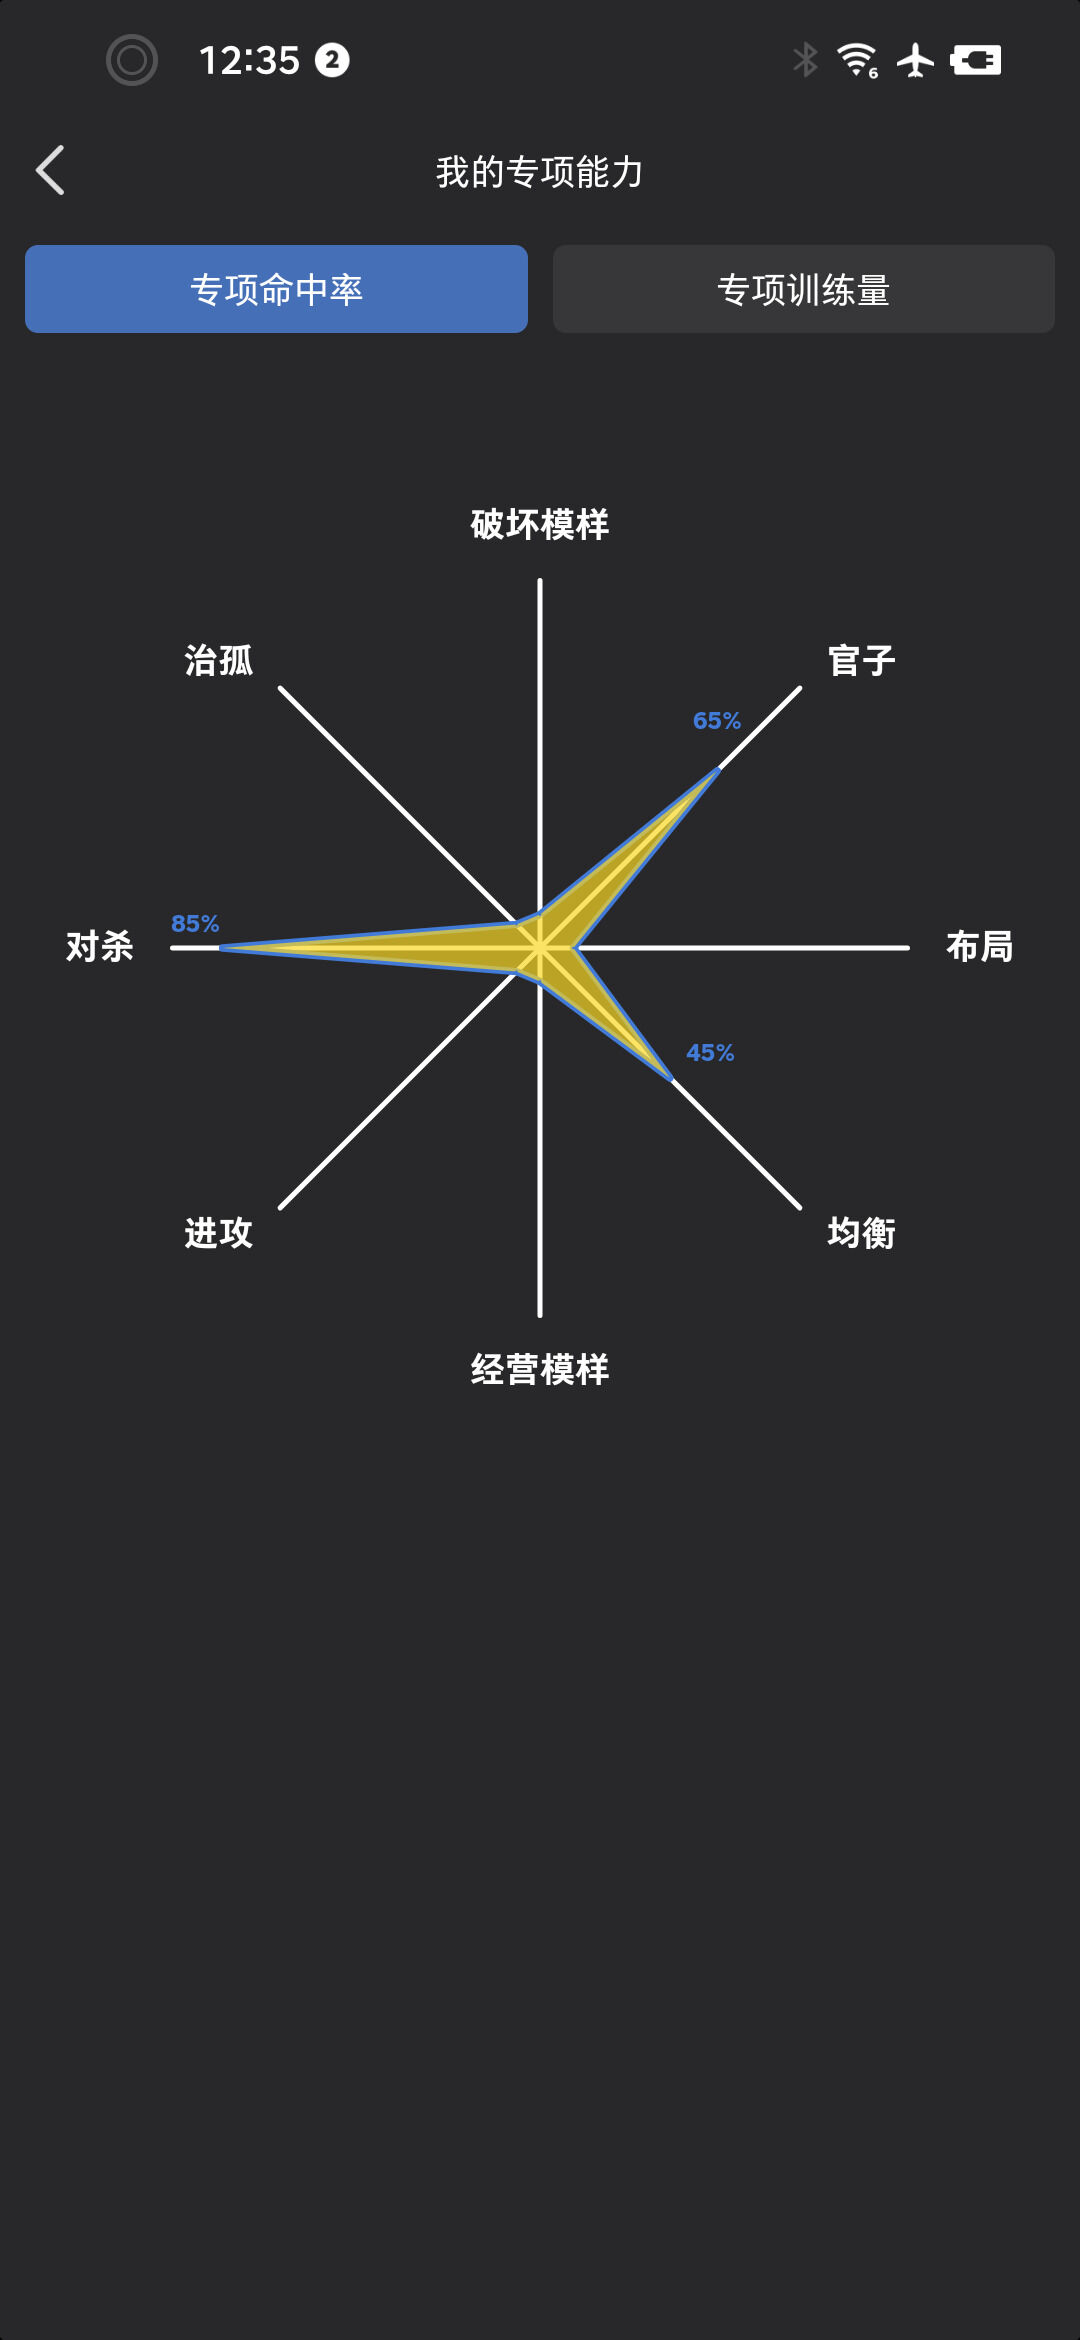 12:35 2
6
我的专项能力
专项命中率
专项训练量
破坏模样
治孤
官子
65%
85%
对杀
布局
45%
进攻
均衡
经营模样